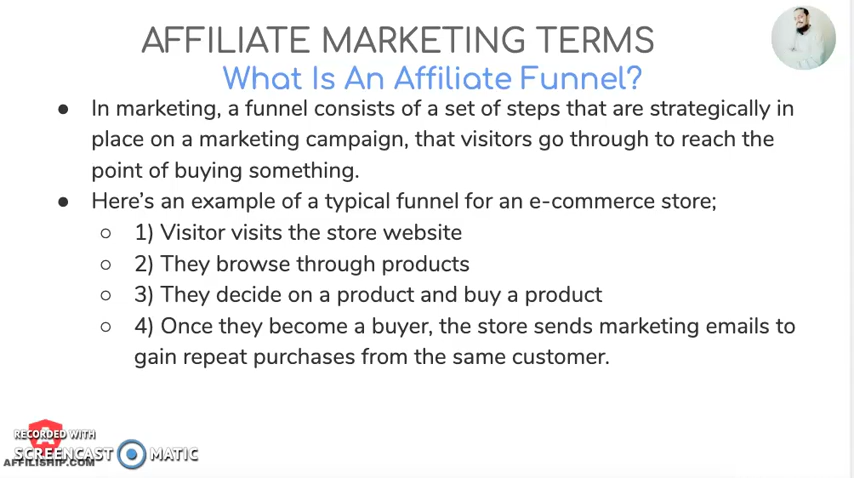 AFFILIATE MARKETING TERMS
What Is An Affiliate Funnel?
● In marketing, a funnel consists of a set of steps that are strategically in
place on a marketing campaign, that visitors go through to reach the
point of buying something.
● Here's an example of a typical funnel for an e-commerce store;
○ 1) Visitor visits the store website
○ 2) They browse through products
○ 3) They decide on a product and buy a product
○ 4) Once they become a buyer, the store sends marketing emails to
gain repeat purchases from the same customer.
RECORDED WITH
SCREENCAST MATIC
AFFILISHIP.COM